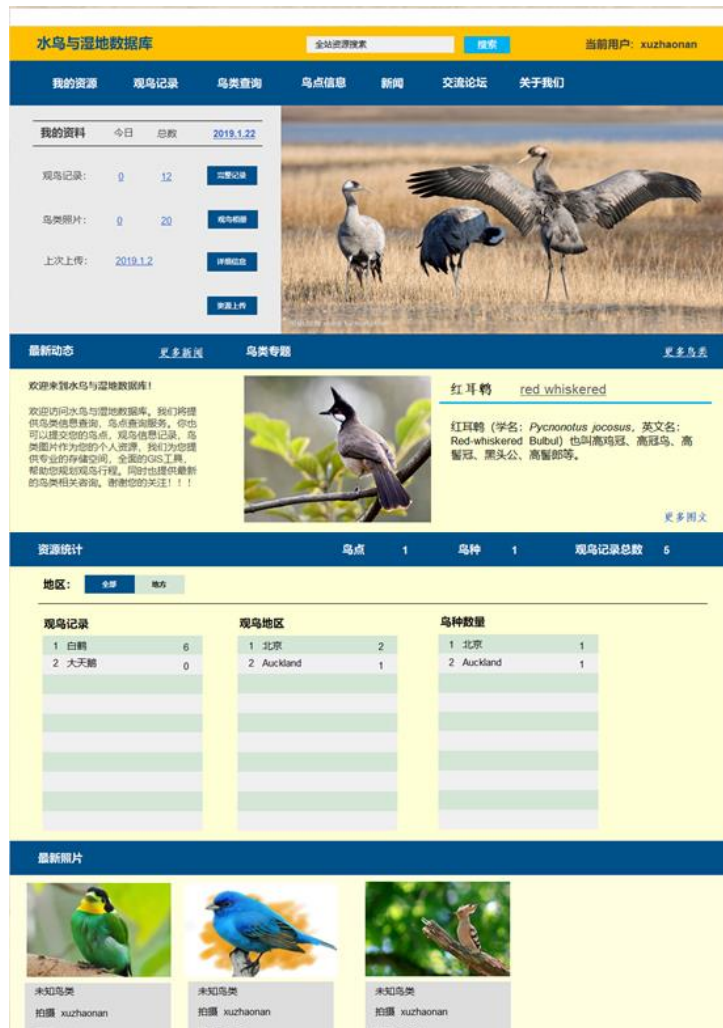 水鸟与湿地数据库 全站资源搜索 搜索 当前用户：xuzhaonan
我的资源 观鸟记录 鸟类查询 鸟点信息 新闻 交流论坛 关于我们
我的资料 今日 总数 2019.1.22
观鸟记录： 0 12 完整记录
鸟类照片： 0 20 观鸟相册
上次上传： 2019.1.2 详细信息
资源上传
最新动态 更多新闻 鸟类专题 更多鸟类
欢迎来到水鸟与湿地数据库！
欢迎访问水鸟与湿地数据库。我们将提
供鸟类信息查询，鸟点查询服务。你也
可以提交您的鸟点，观鸟信息记录，鸟
类图片作为您的个人资源，我们为您提
供专业的存储空间，全面的GIS工具，
帮助您规划观鸟行程。同时也提供最新
的鸟类相关咨询。谢谢您的关注！！！
红耳鹎 red whiskered
红耳鹎（学名：Pycnonotus jocosus，英文名：
Red-whiskered Bulbul）也叫高鸡冠、高冠鸟、高
髻冠、黑头公、高髻郎等。
更多图文
资源统计 鸟点 1 鸟种 1 观鸟记录总数 5
地区： 全部 地方
观鸟记录 观鸟地区 鸟种数量
1 白鹤 6 1 北京 2 1 北京 1
2 大天鹅 0 2 Auckland 1 2 Auckland 1
最新照片
未知鸟类 未知鸟类 未知鸟类
拍摄 xuzhaonan 拍摄 xuzhaonan 拍摄 xuzhaonan